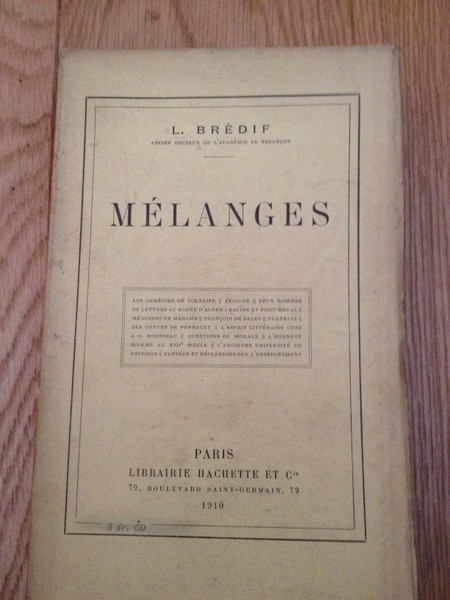 L. BRÉDIF
ANCIEN RECTEUR DE L'ACADÉMIE DE BESANÇON
MÉLANGES
LES COMÉDIES DE VOLTAIRE | ÉPICURE | DEUX HOMMES
DE LETTRES AU BAGNE D'ALGER | RACINE ET PORT-ROYAL |
MÉMOIRES DE MADAME | FRANÇOIS DE SALES | FRANKLIN |
LES CONTES DE PERRAULT | L'ESPRIT LITTÉRAIRE CHEZ
J.-J. ROUSSEAU | QUESTIONS DE MORALE | L'HONNÊTE
HOMME AU XVIIe SIÈCLE | L'ANCIENNE UNIVERSITÉ DE
POITIERS | PENSÉES ET RÉFLEXIONS SUR L'ENSEIGNEMENT
PARIS
LIBRAIRIE HACHETTE ET Cie
79, BOULEVARD SAINT-GERMAIN, 79
1910
3 fr. 50